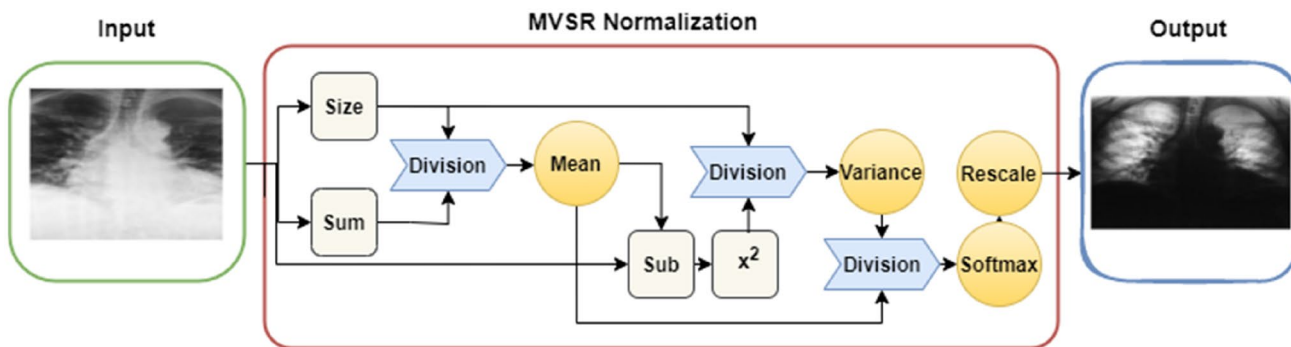 Input
MVSR Normalization
Output
Size
Division
Mean
Division
Variance
Rescale
Sum
Sub
x²
Division
Softmax